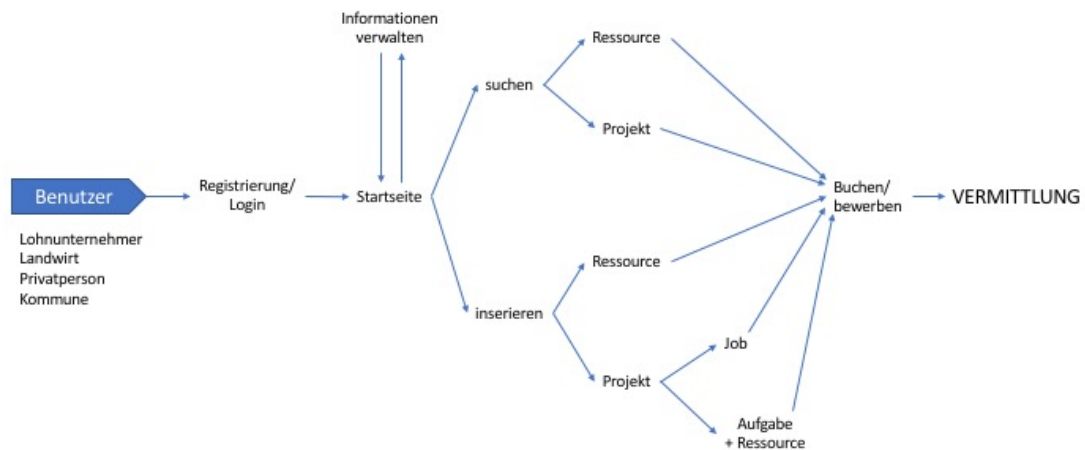 Informationen
verwalten
Benutzer
Lohnunternehmer
Landwirt
Privatperson
Kommune
Registrierung/
Login
Startseite
suchen
Ressource
Projekt
inserieren
Ressource
Projekt
Job
Aufgabe
+ Ressource
Buchen/
bewerben
VERMITTLUNG